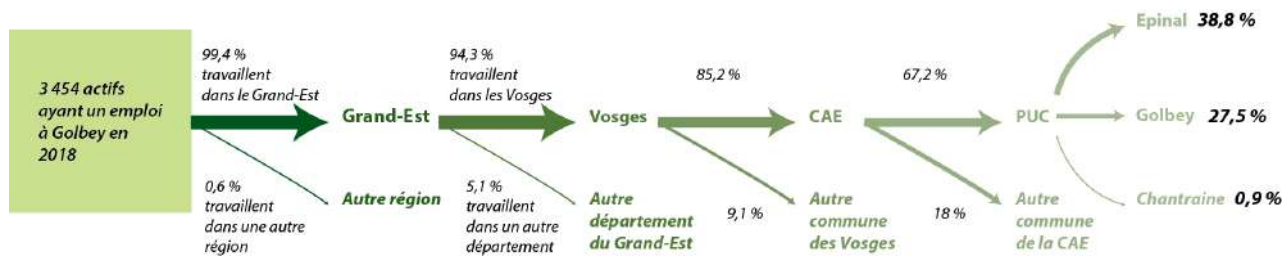 3 454 actifs
ayant un emploi
à Golbey en
2018
99,4 %
travaillent
dans le Grand-Est
Grand-Est
0,6 %
travaillent
dans une autre
région
Autre région
94,3 %
travaillent
dans les Vosges
Vosges
5,1 %
travaillent
dans un autre
département
Autre
département
du Grand-Est
85,2 %
CAE
9,1 %
Autre
commune
des Vosges
67,2 %
PUC
18 %
Autre
commune
de la CAE
Epinal 38,8 %
Golbey 27,5 %
Chantraine 0,9 %